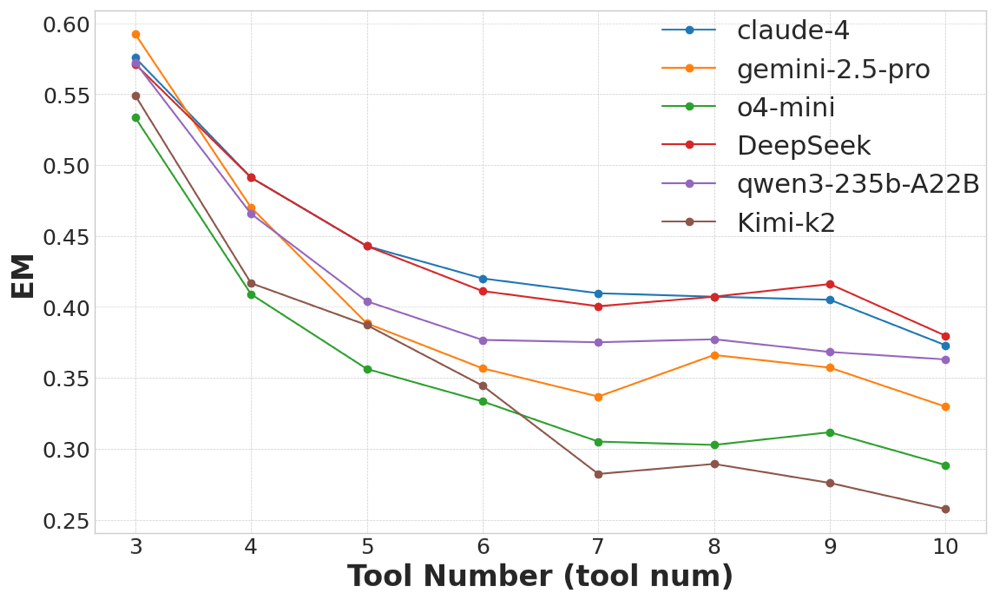 0.60
0.55
0.50
0.45
0.40
0.35
0.30
0.25
EM
claude-4
gemini-2.5-pro
o4-mini
DeepSeek
qwen3-235b-A22B
Kimi-k2
3 4 5 6 7 8 9 10
Tool Number (tool num)